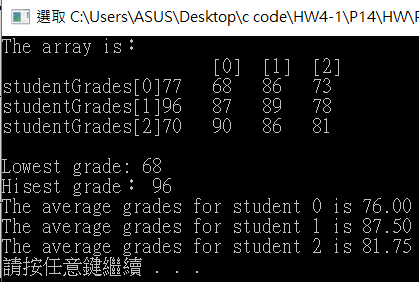 選取 C:\Users\ASUS\Desktop\c code\HW4-1\P14\HW\F
The array is：
[0] [1] [2]
studentGrades[0]77 68 86 73
studentGrades[1]96 87 89 78
studentGrades[2]70 90 86 81
Lowest grade: 68
Hisest grade： 96
The average grades for student 0 is 76.00
The average grades for student 1 is 87.50
The average grades for student 2 is 81.75
請按任意鍵繼續 . . .